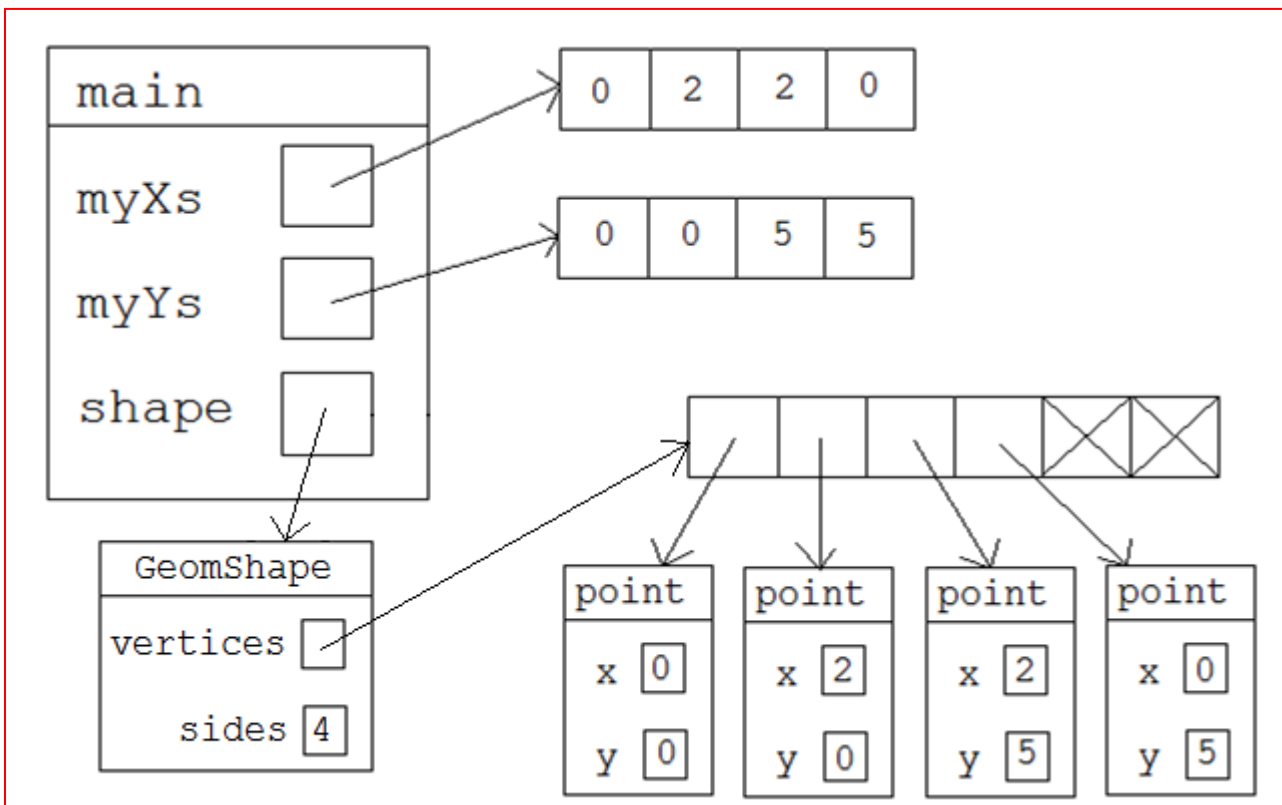 main
myXs
myYs
shape
0 2 2 0
0 0 5 5
GeomShape
vertices
sides 4
point
x 0
y 0
point
x 2
y 0
point
x 2
y 5
point
x 0
y 5